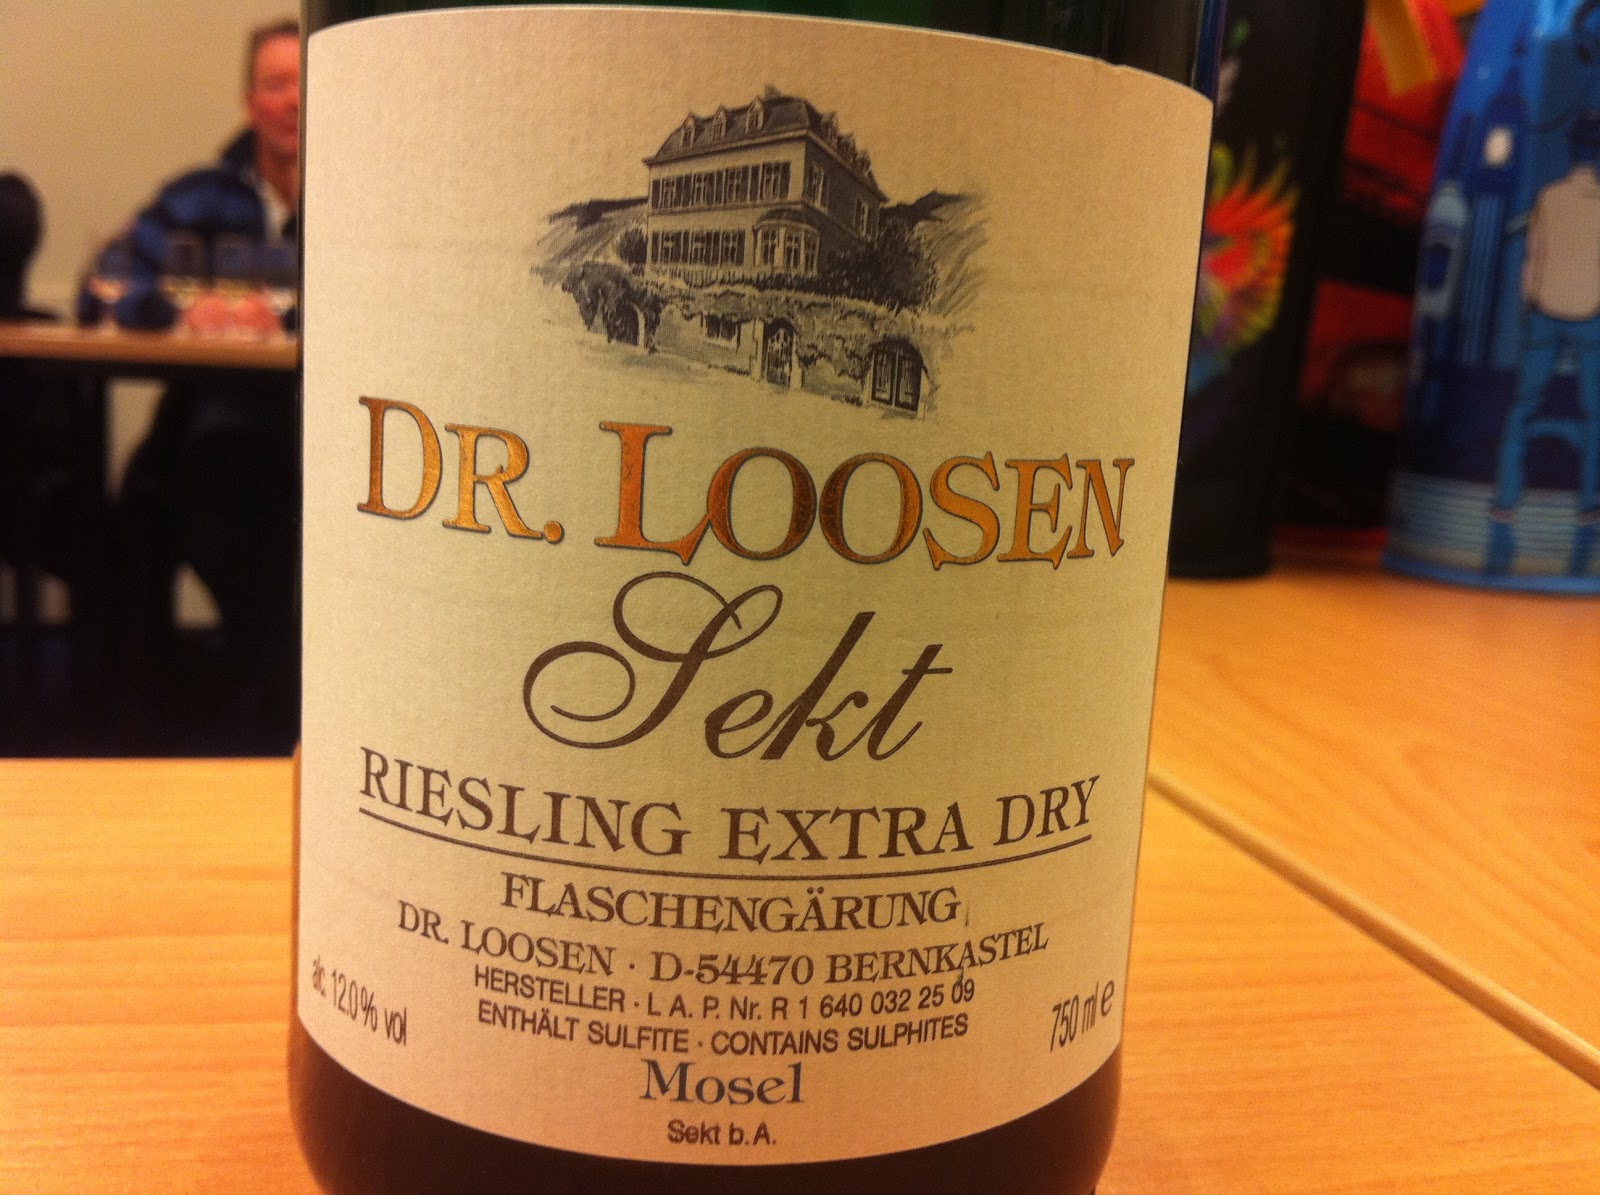 DR. LOOSEN
Sekt
RIESLING EXTRA DRY
FLASCHENGÄRUNG
DR. LOOSEN · D-54470 BERNKASTEL
HERSTELLER · L A. P. Nr. R 1 640 032 25 09
ENTHÄLT SULFITE · CONTAINS SULPHITES
alc. 12.0% vol
750 ml e
Mosel
Sekt b.A.